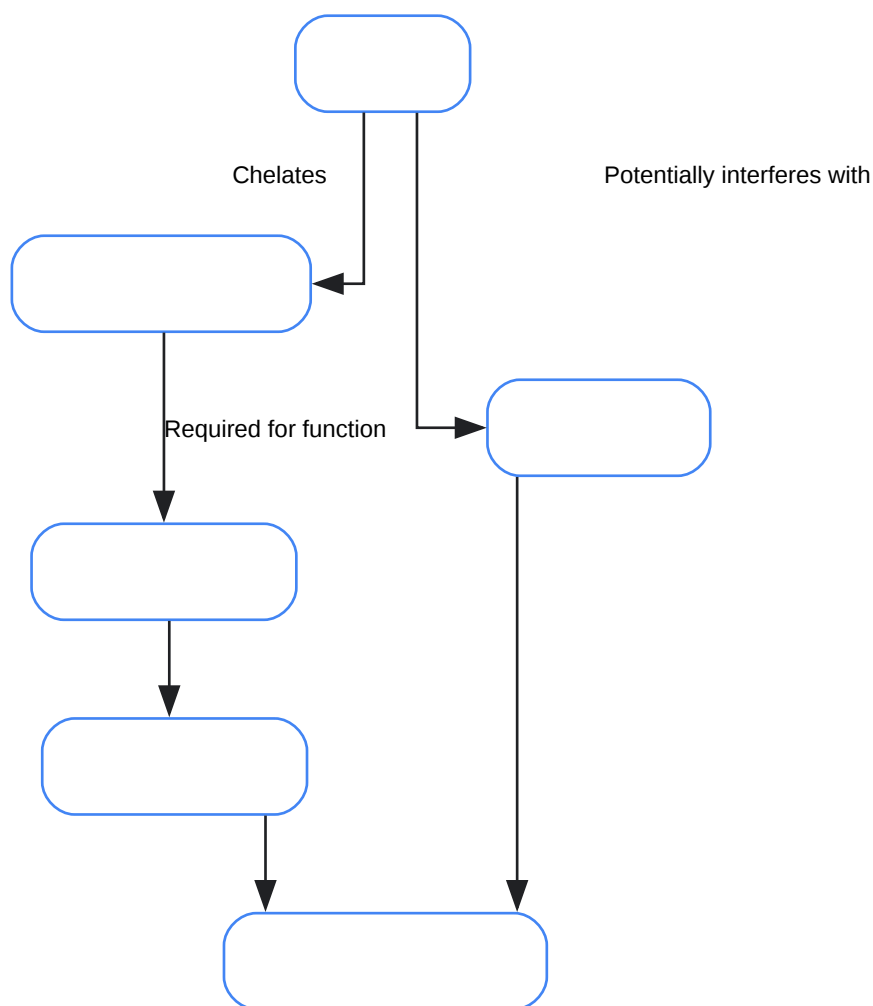 Chelates
Potentially interferes with
Required for function